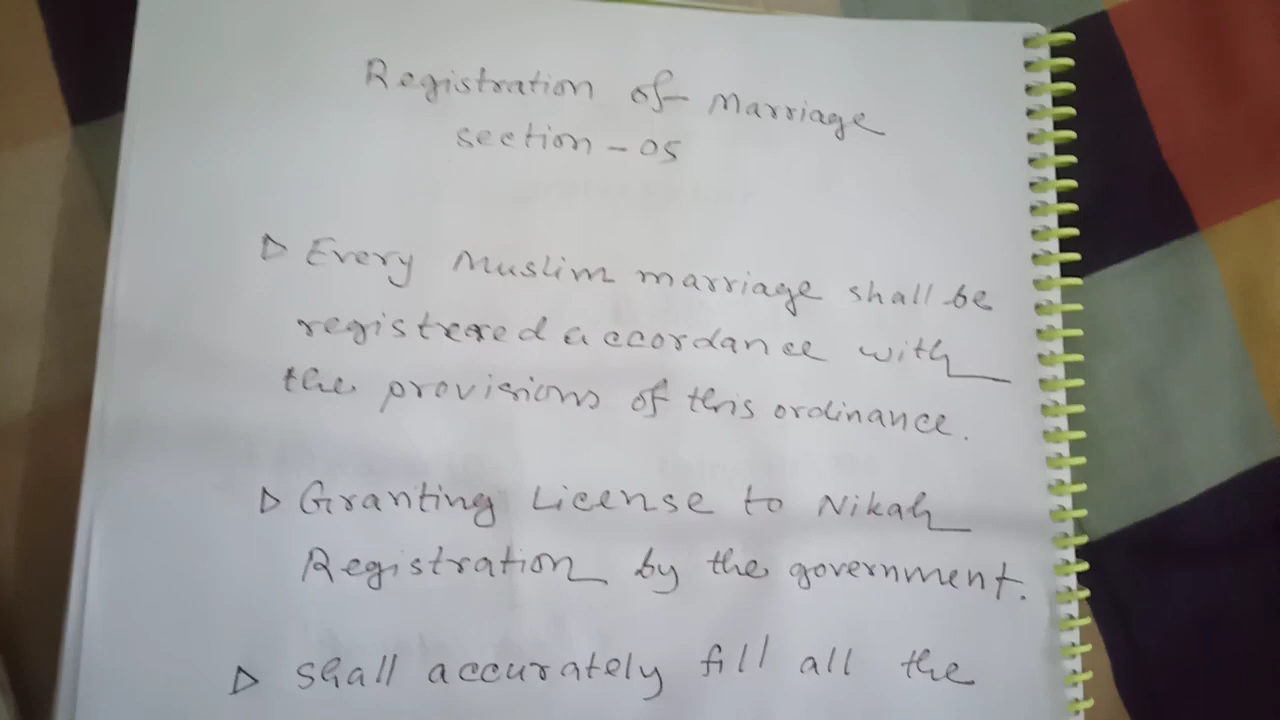 Registration of Marriage
section - 05
▷ Every Muslim marriage shall be
registered accordance with
the provisions of this ordinance.
▷ Granting License to Nikah
Registration by the government.
▷ shall accurately fill all the